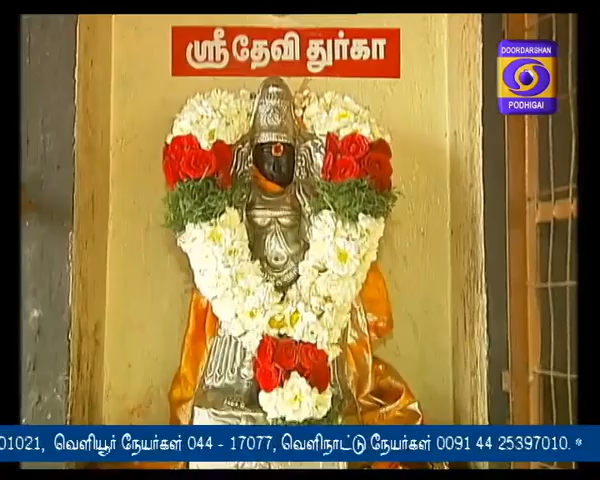 ஸ்ரீதேவி துர்கா
DOORDARSHAN
PODHIGAI
01021, வெளியூர் நேயர்கள் 044 - 17077, வெளிநாட்டு நேயர்கள் 0091 44 25397010. *